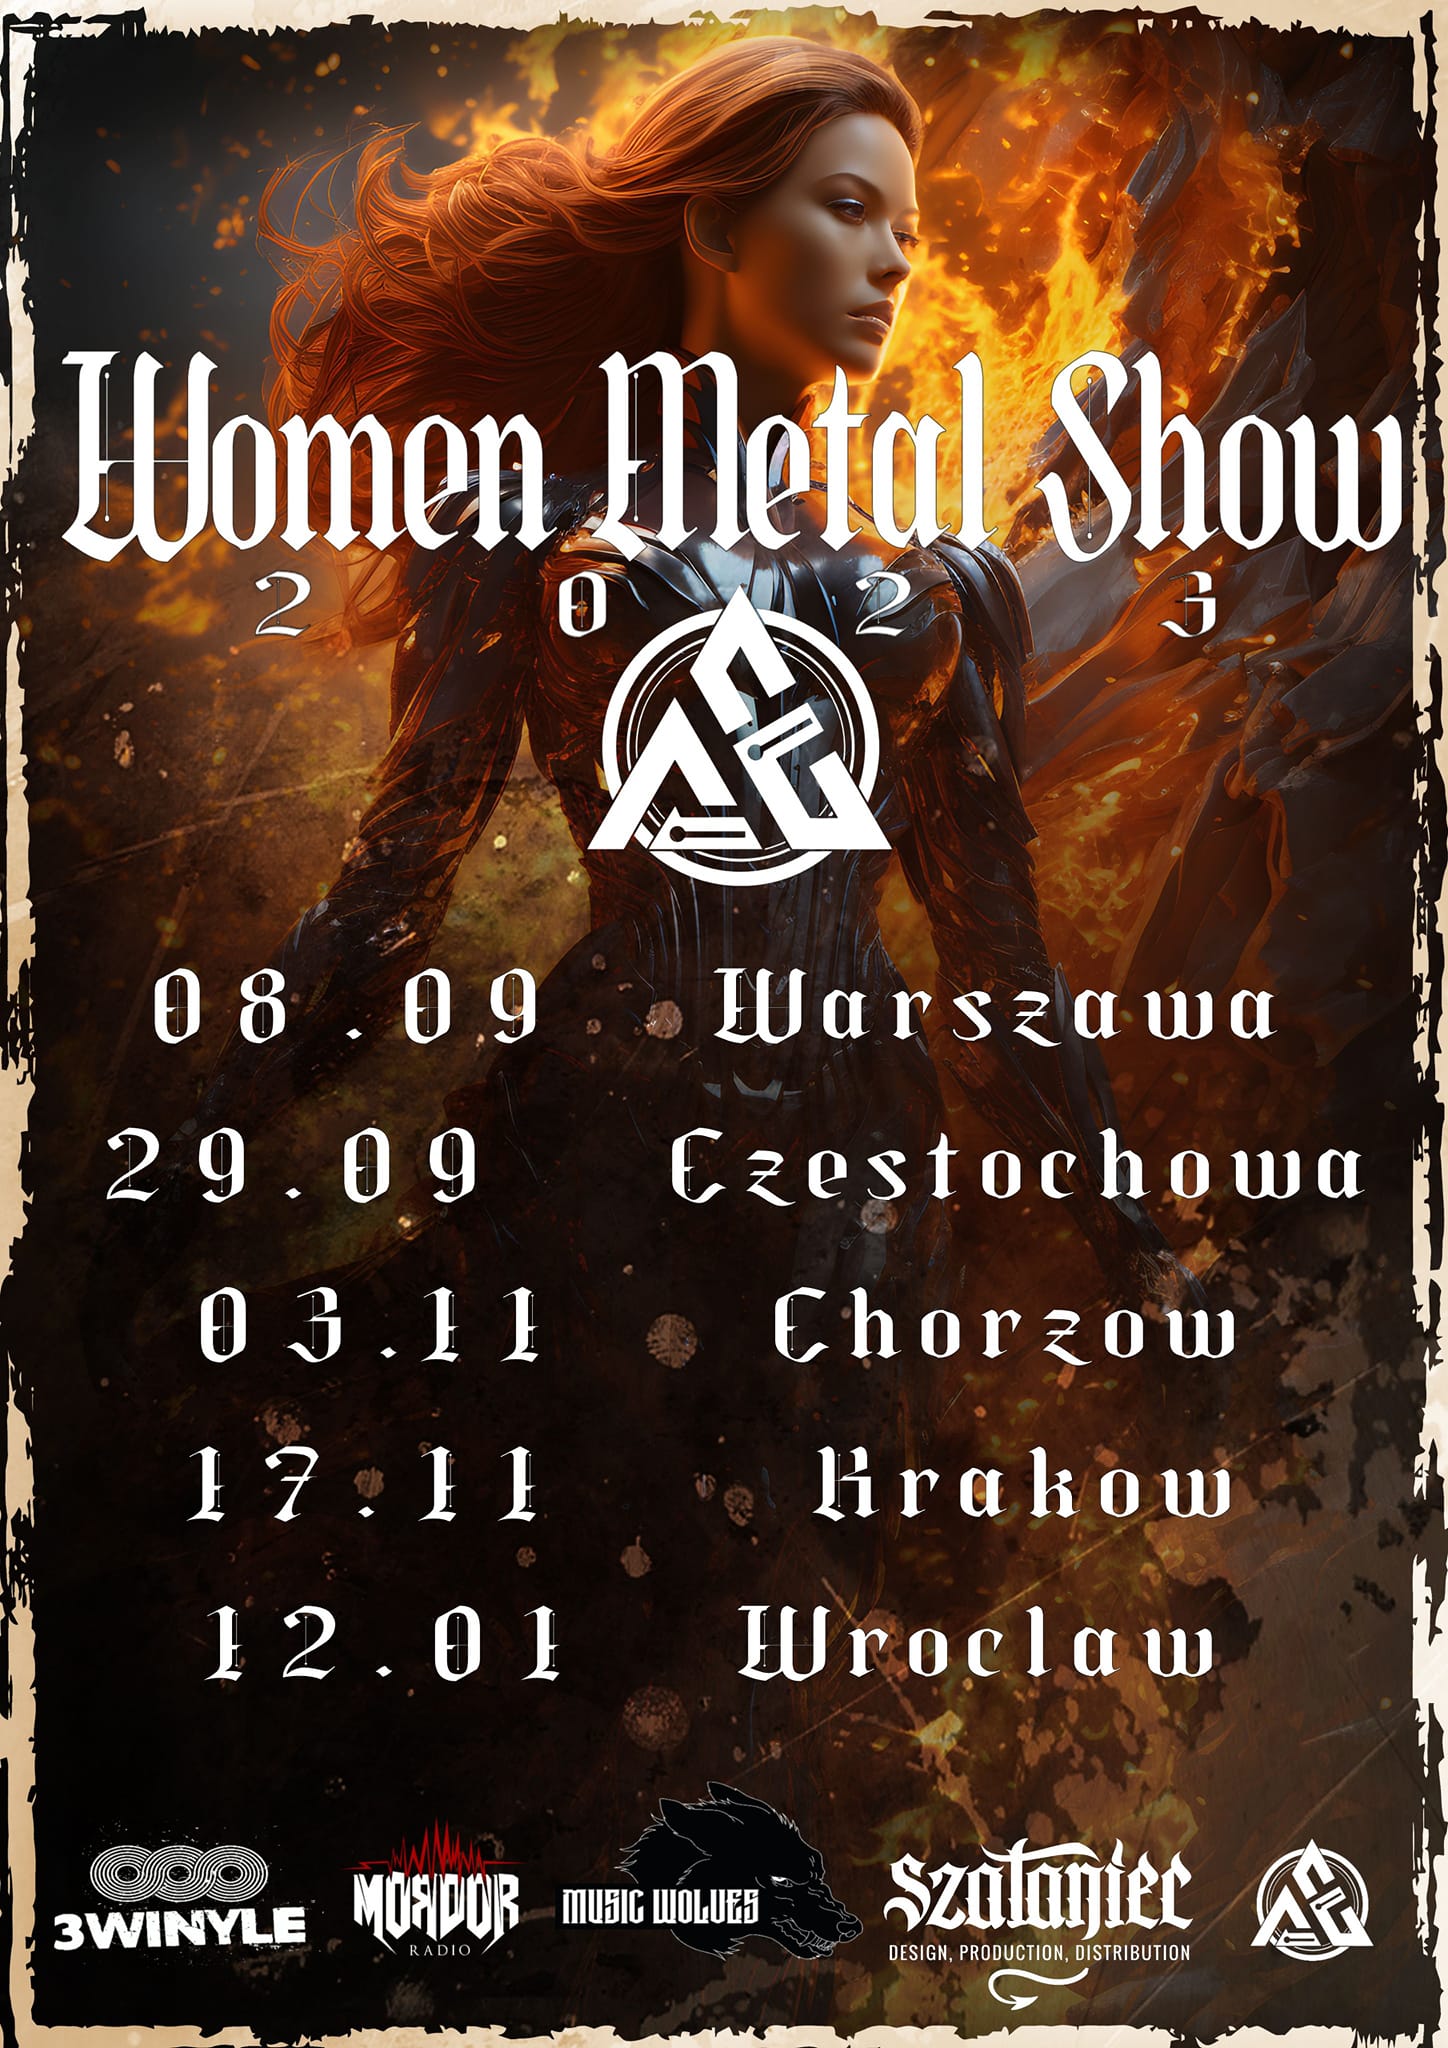 Women Metal Show
2023
08.09 Warszawa
29.09 Czestochowa
03.11 Chorzow
17.11 Krakow
12.01 Wroclaw
3WINYLE
MORDOR
RADIO
MUSIC WOLVES
Szataniec
DESIGN, PRODUCTION, DISTRIBUTION